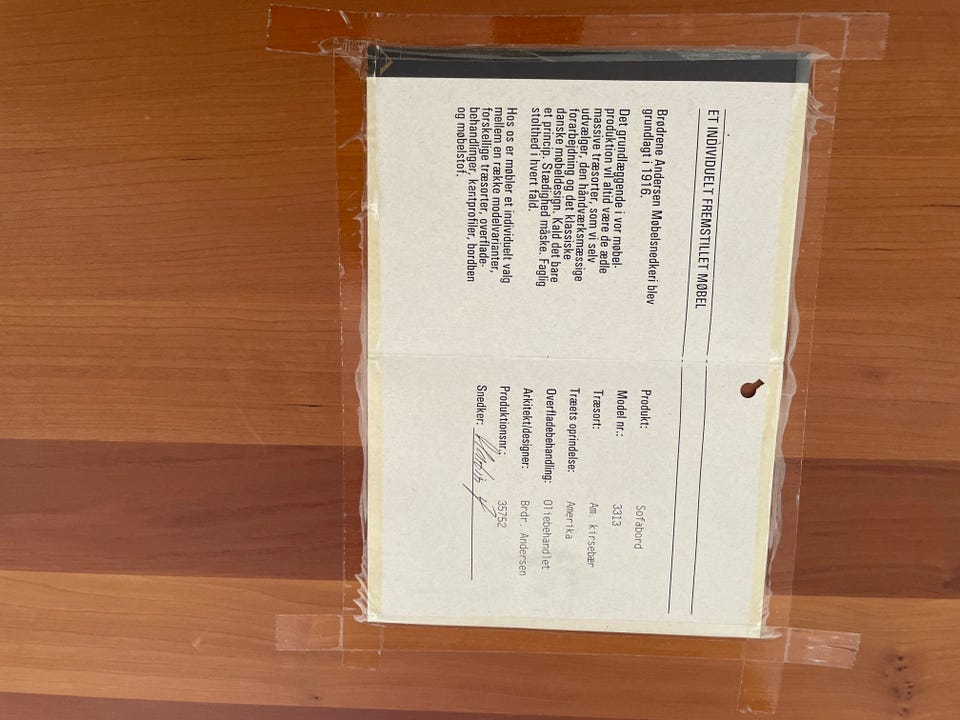 ET INDIVIDUELT FREMSTILLET MØBEL
Brødrene Andersen Møbelsnedkeri blev
grundlagt i 1916.
Det grundlæggende i vor møbel-
produktion vil altid være de ædle
massive træsorter, som vi selv
udvælger, den håndværksmæssige
forarbejdning og det klassiske
danske møbeldesign. Kald det bare
et princip. Stædighed måske. Faglig
stolthed i hvert fald.
Hos os er møbler et individuelt valg
mellem en række modelvarianter,
forskellige træsorter, overflade-
behandlinger, kantprofiler, bordben
og møbelstof.
Produkt: Sofabord
Model nr.: 3313
Træsort: Am. kirsebær
Træets oprindelse: Amerika
Overfladebehandling: Oliebehandlet
Arkitekt/designer: Brdr. Andersen
Produktionsnr.: 35752
Snedker: